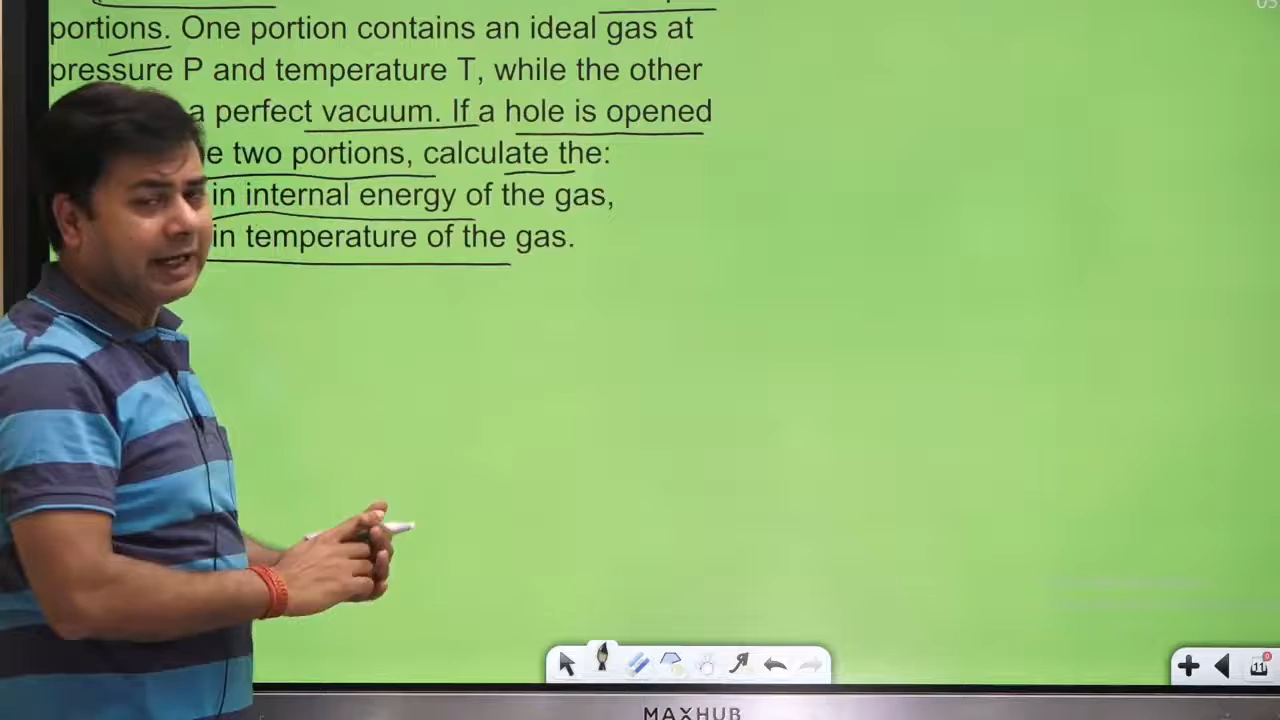 portions. One portion contains an ideal gas at
pressure P and temperature T, while the other
a perfect vacuum. If a hole is opened
two portions, calculate the:
in internal energy of the gas,
in temperature of the gas.
11
MAXHUB